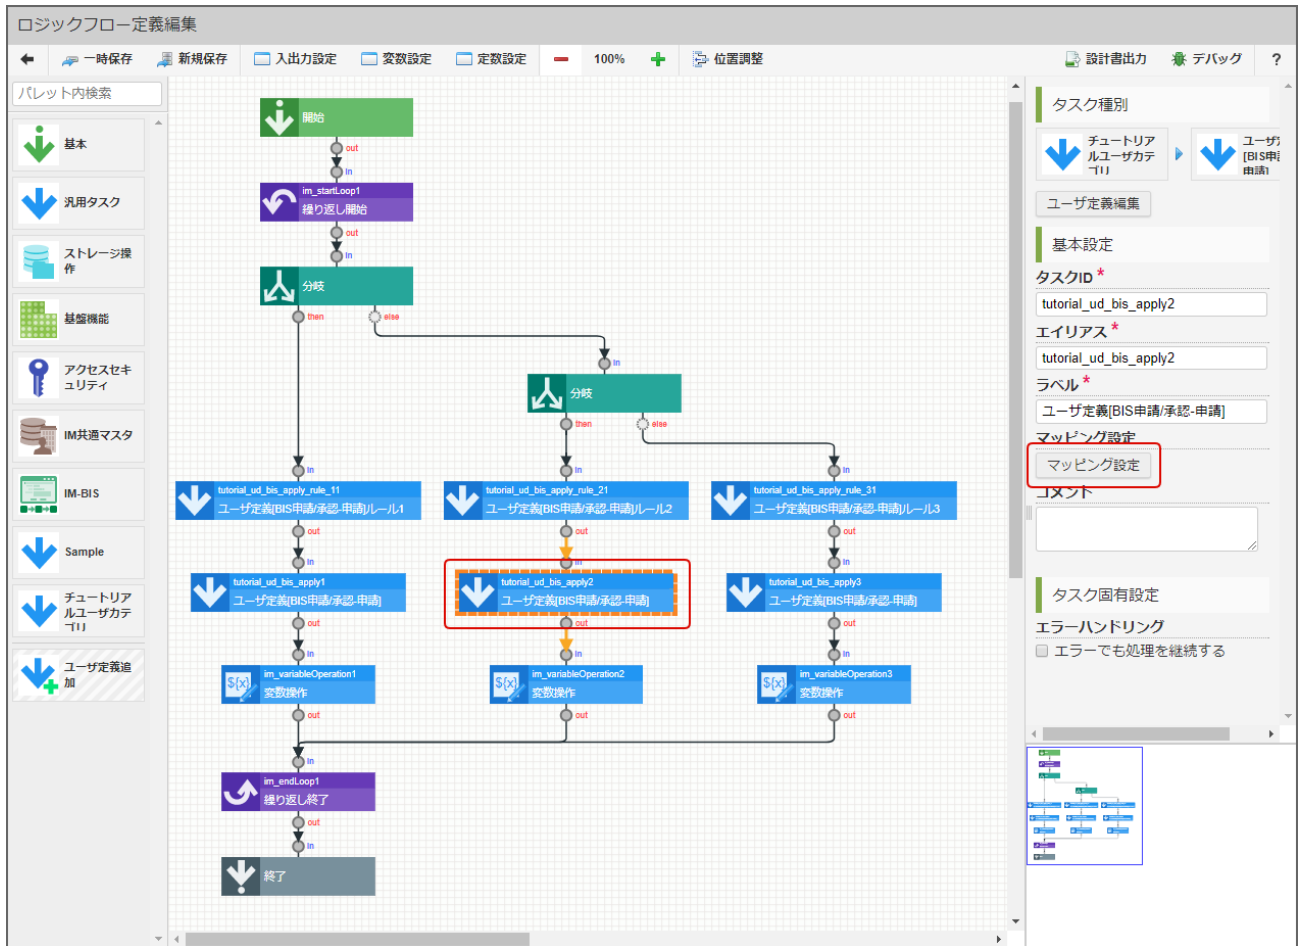 ロジックフロー定義編集
一時保存
新規保存
入出力設定
変数設定
定数設定
100%
位置調整
設計書出力
デバッグ
?
パレット内検索
基本
汎用タスク
ストレージ操
作
基盤機能
アクセスセキ
ュリティ
IM共通マスタ
IM-BIS
Sample
チュートリア
ルユーザカテ
ゴリ
ユーザ定義追
加
開始
out
in
im_startLoop1
繰り返し開始
out
in
分岐
then
else
in
分岐
then
else
in
in
in
tutorial_ud_bis_apply_rule_11
ユーザ定義[BIS申請/承認-申請]ルール1
tutorial_ud_bis_apply_rule_21
ユーザ定義[BIS申請/承認-申請]ルール2
tutorial_ud_bis_apply_rule_31
ユーザ定義[BIS申請/承認-申請]ルール3
out
out
out
in
in
in
tutorial_ud_bis_apply1
ユーザ定義[BIS申請/承認-申請]
tutorial_ud_bis_apply2
ユーザ定義[BIS申請/承認-申請]
tutorial_ud_bis_apply3
ユーザ定義[BIS申請/承認-申請]
out
out
out
in
in
in
im_variableOperation1
変数操作
im_variableOperation2
変数操作
im_variableOperation3
変数操作
out
out
out
in
im_endLoop1
繰り返し終了
out
in
終了
タスク種別
チュートリア
ルユーザカテ
ゴリ
ユーザ
[BIS申
申請]
ユーザ定義編集
基本設定
タスクID *
tutorial_ud_bis_apply2
エイリアス *
tutorial_ud_bis_apply2
ラベル *
ユーザ定義[BIS申請/承認-申請]
マッピング設定
マッピング設定
コメント
タスク固有設定
エラーハンドリング
エラーでも処理を継続する